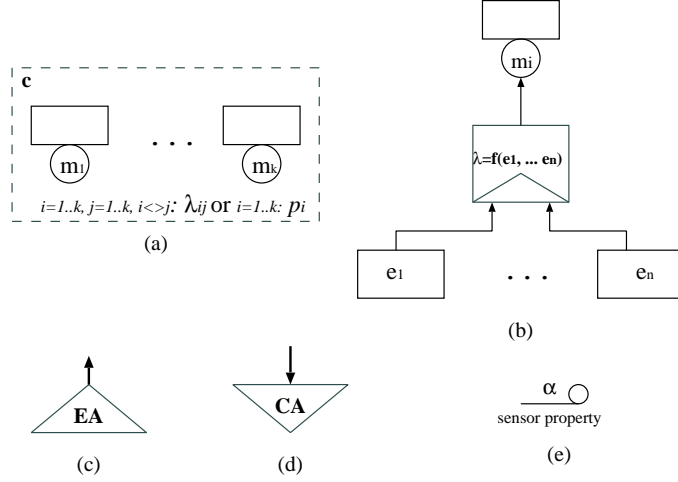 c
m1 . . . mk
i=1..k, j=1..k, i<>j: λij or i=1..k: pi
(a)
mi
λ=f(e1, ... en)
e1 . . . en
(b)
EA
(c)
CA
(d)
α
sensor property
(e)